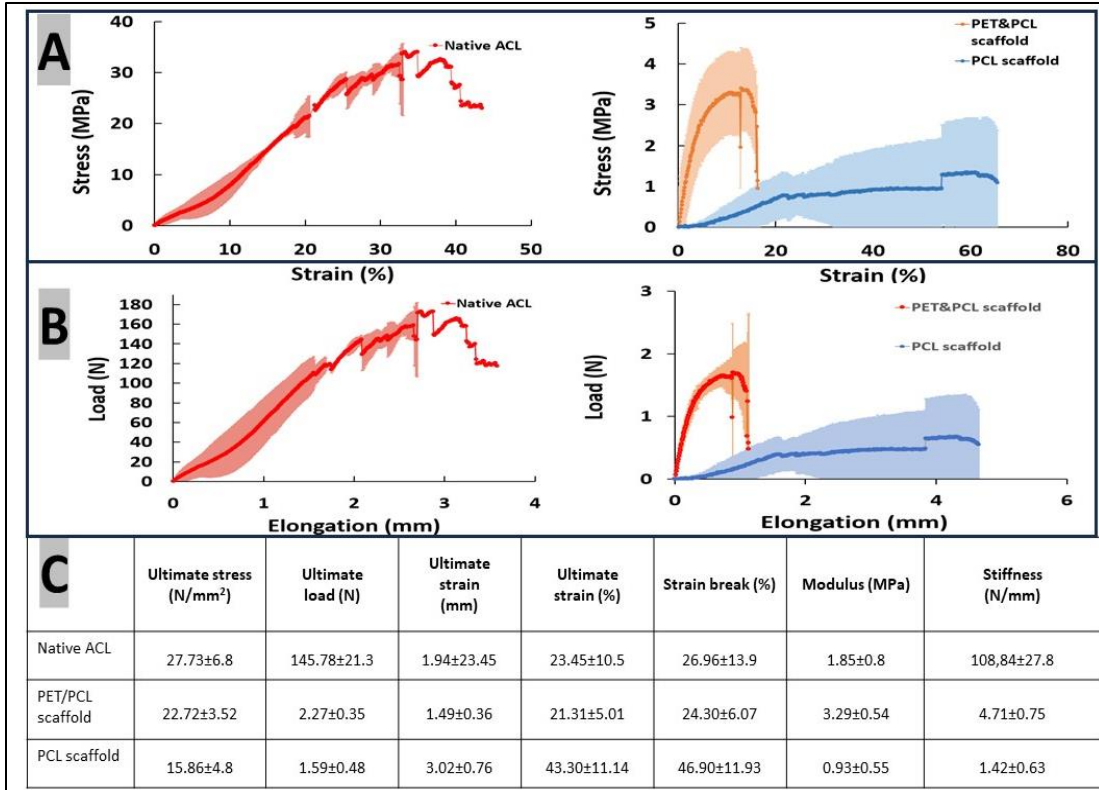 A
Stress (MPa)
40
30
20
10
0
0 10 20 30 40 50
Strain (%)
Native ACL
Stress (MPa)
5
4
3
2
1
0
0 20 40 60 80
Strain (%)
PET&PCL
scaffold
PCL scaffold
B
Load (N)
180
160
140
120
100
80
60
40
20
0
0 1 2 3 4
Elongation (mm)
Native ACL
Load (N)
3
2
1
0
0 2 4 6
Elongation (mm)
PET&PCL scaffold
PCL scaffold
C
Ultimate stress (N/mm²) Ultimate load (N) Ultimate strain (mm) Ultimate strain (%) Strain break (%) Modulus (MPa) Stiffness (N/mm)
Native ACL 27.73±6.8 145.78±21.3 1.94±23.45 23.45±10.5 26.96±13.9 1.85±0.8 108,84±27.8
PET/PCL scaffold 22.72±3.52 2.27±0.35 1.49±0.36 21.31±5.01 24.30±6.07 3.29±0.54 4.71±0.75
PCL scaffold 15.86±4.8 1.59±0.48 3.02±0.76 43.30±11.14 46.90±11.93 0.93±0.55 1.42±0.63